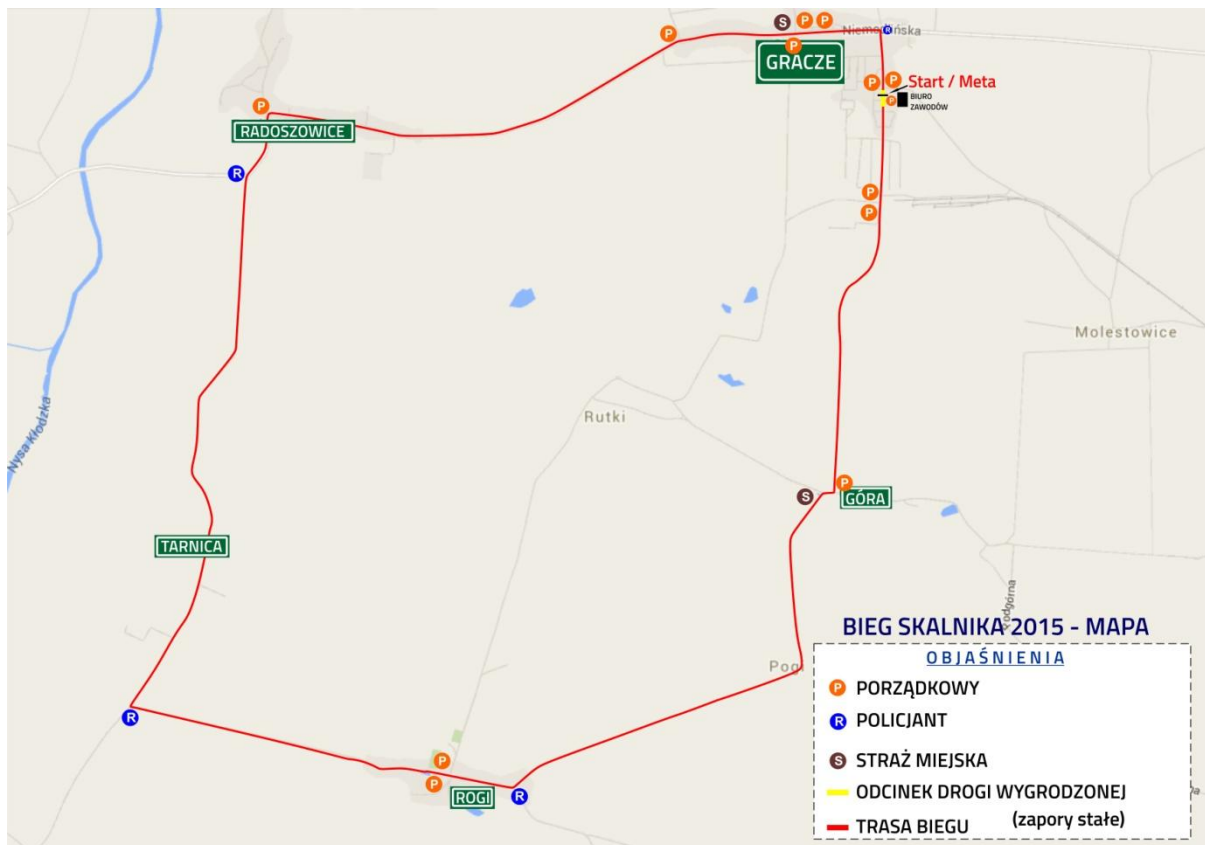 S
P
P
P
P
GRACZE
Niemodlińska
R
P
P
Start / Meta
P
BIURO
ZAWODÓW
P
RADOSZOWICE
R
P
P
Molestowice
Rutki
Nysa Kłodzka
P
S
GÓRA
TARNICA
Podgórna
R
P
P
ROGI
R
BIEG SKALNIKA 2015 - MAPA
OBJAŚNIENIA
P PORZĄDKOWY
R POLICJANT
S STRAŻ MIEJSKA
ODCINEK DROGI WYGRODZONEJ
(zapory stałe)
TRASA BIEGU